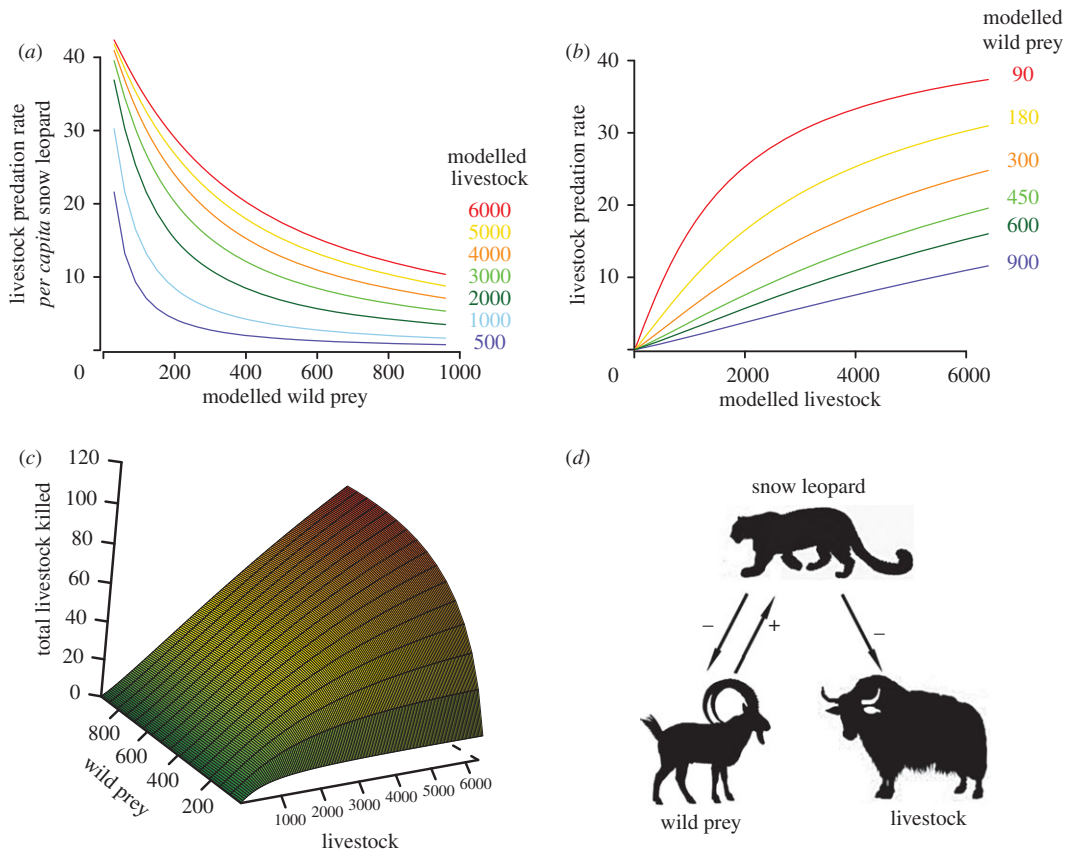 (a)
livestock predation rate
per capita snow leopard
40
30
20
10
0
200
400
600
800
1000
modelled wild prey
modelled
livestock
6000
5000
4000
3000
2000
1000
500
(b)
livestock predation rate
40
30
20
10
0
0
2000
4000
6000
modelled livestock
modelled
wild prey
90
180
300
450
600
900
(c)
total livestock killed
120
100
80
60
40
20
0
800
600
400
200
wild prey
1000
2000
3000
4000
5000
6000
livestock
(d)
snow leopard
–
+
–
wild prey
livestock